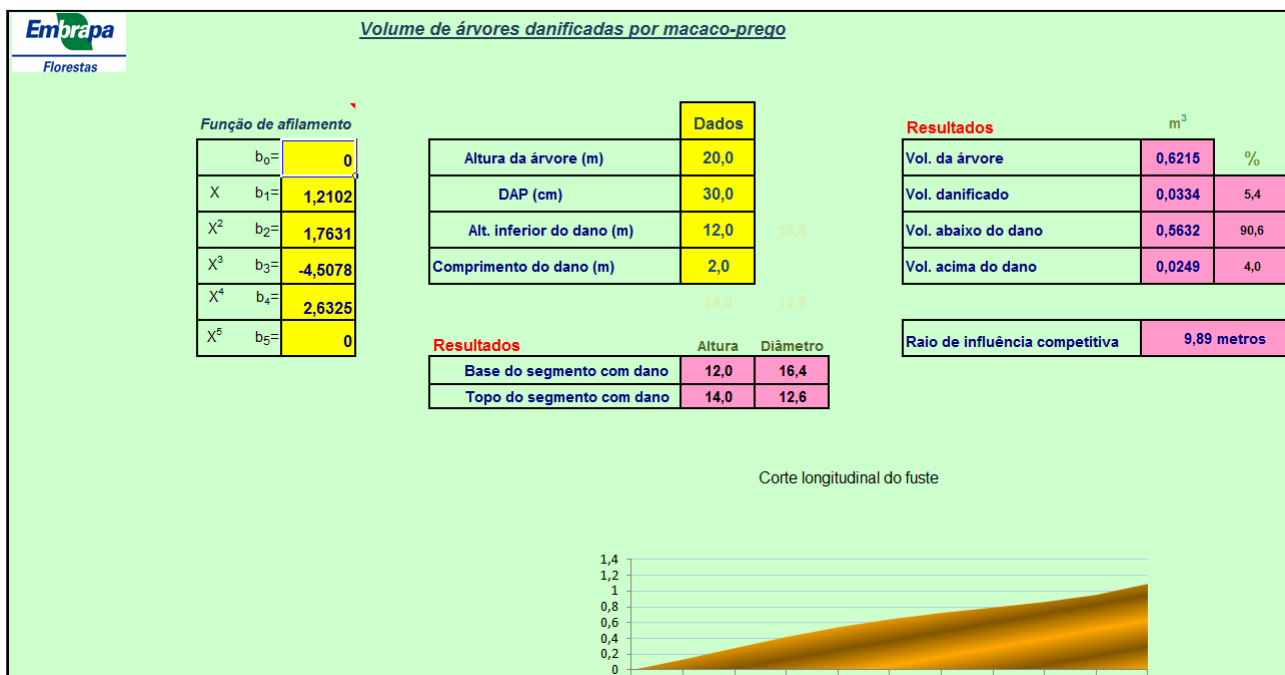 Embrapa
Florestas
Volume de árvores danificadas por macaco-prego
Função de afilamento
b0= 0
X b1= 1,2102
X2 b2= 1,7631
X3 b3= -4,5078
X4 b4= 2,6325
X5 b5= 0
Dados
Altura da árvore (m) 20,0
DAP (cm) 30,0
Alt. inferior do dano (m) 12,0 16,4
Comprimento do dano (m) 2,0
14,0 12,6
Resultados Altura Diâmetro
Base do segmento com dano 12,0 16,4
Topo do segmento com dano 14,0 12,6
Resultados m3
Vol. da árvore 0,6215 %
Vol. danificado 0,0334 5,4
Vol. abaixo do dano 0,5632 90,6
Vol. acima do dano 0,0249 4,0
Raio de influência competitiva 9,89 metros
Corte longitudinal do fuste
1,4
1,2
1
0,8
0,6
0,4
0,2
0